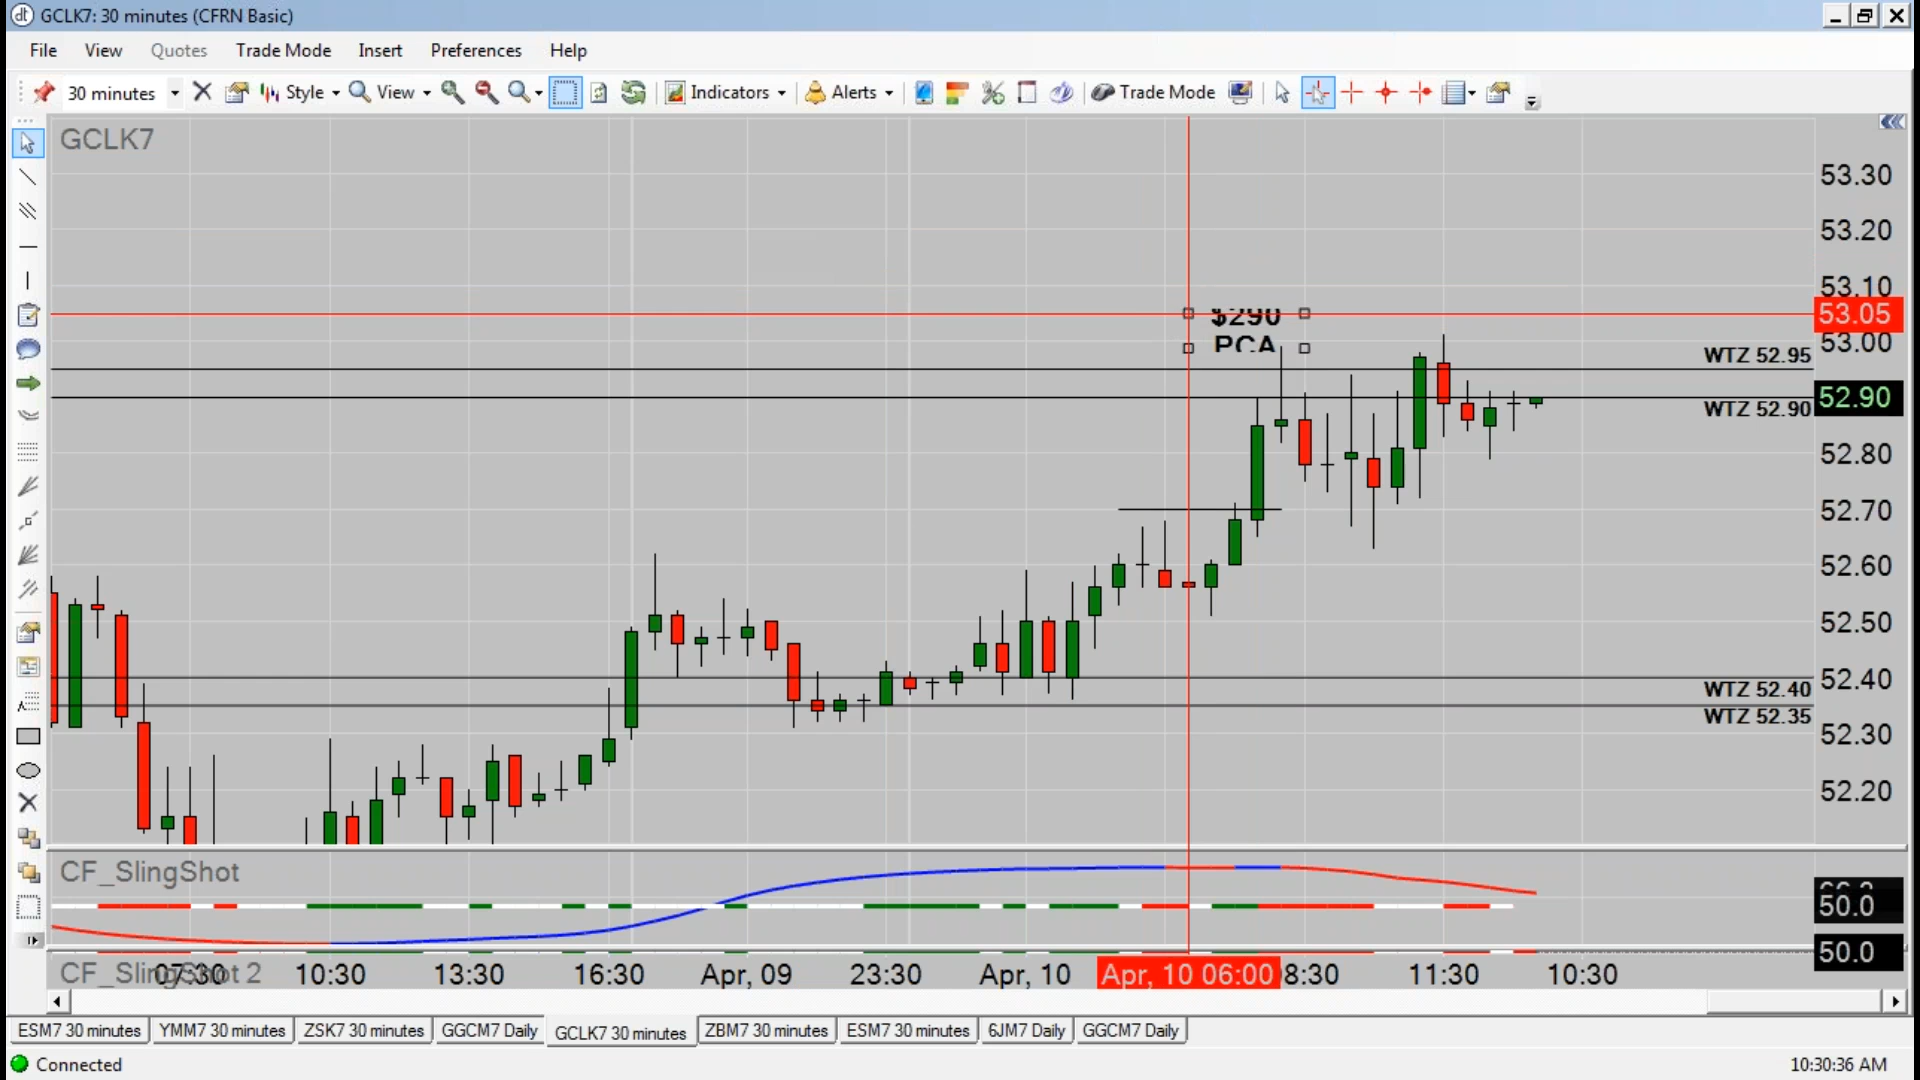 GCLK7: 30 minutes (CFRN Basic)
File View Quotes Trade Mode Insert Preferences Help
30 minutes Style View Indicators Alerts Trade Mode
GCLK7
53.30
53.20
53.10
$290
53.05
PCA
53.00
WTZ 52.95
52.90
WTZ 52.90
52.80
52.70
52.60
52.50
52.40
WTZ 52.40
WTZ 52.35
52.30
52.20
CF_SlingShot
50.0
50.0
CF_SlingShot 2
07:30 10:30 13:30 16:30 Apr, 09 23:30 Apr, 10 Apr, 10 06:00 8:30 11:30 10:30
ESM7 30 minutes YMM7 30 minutes ZSK7 30 minutes GGCM7 Daily GCLK7 30 minutes ZBM7 30 minutes ESM7 30 minutes 6JM7 Daily GGCM7 Daily
Connected 10:30:36 AM